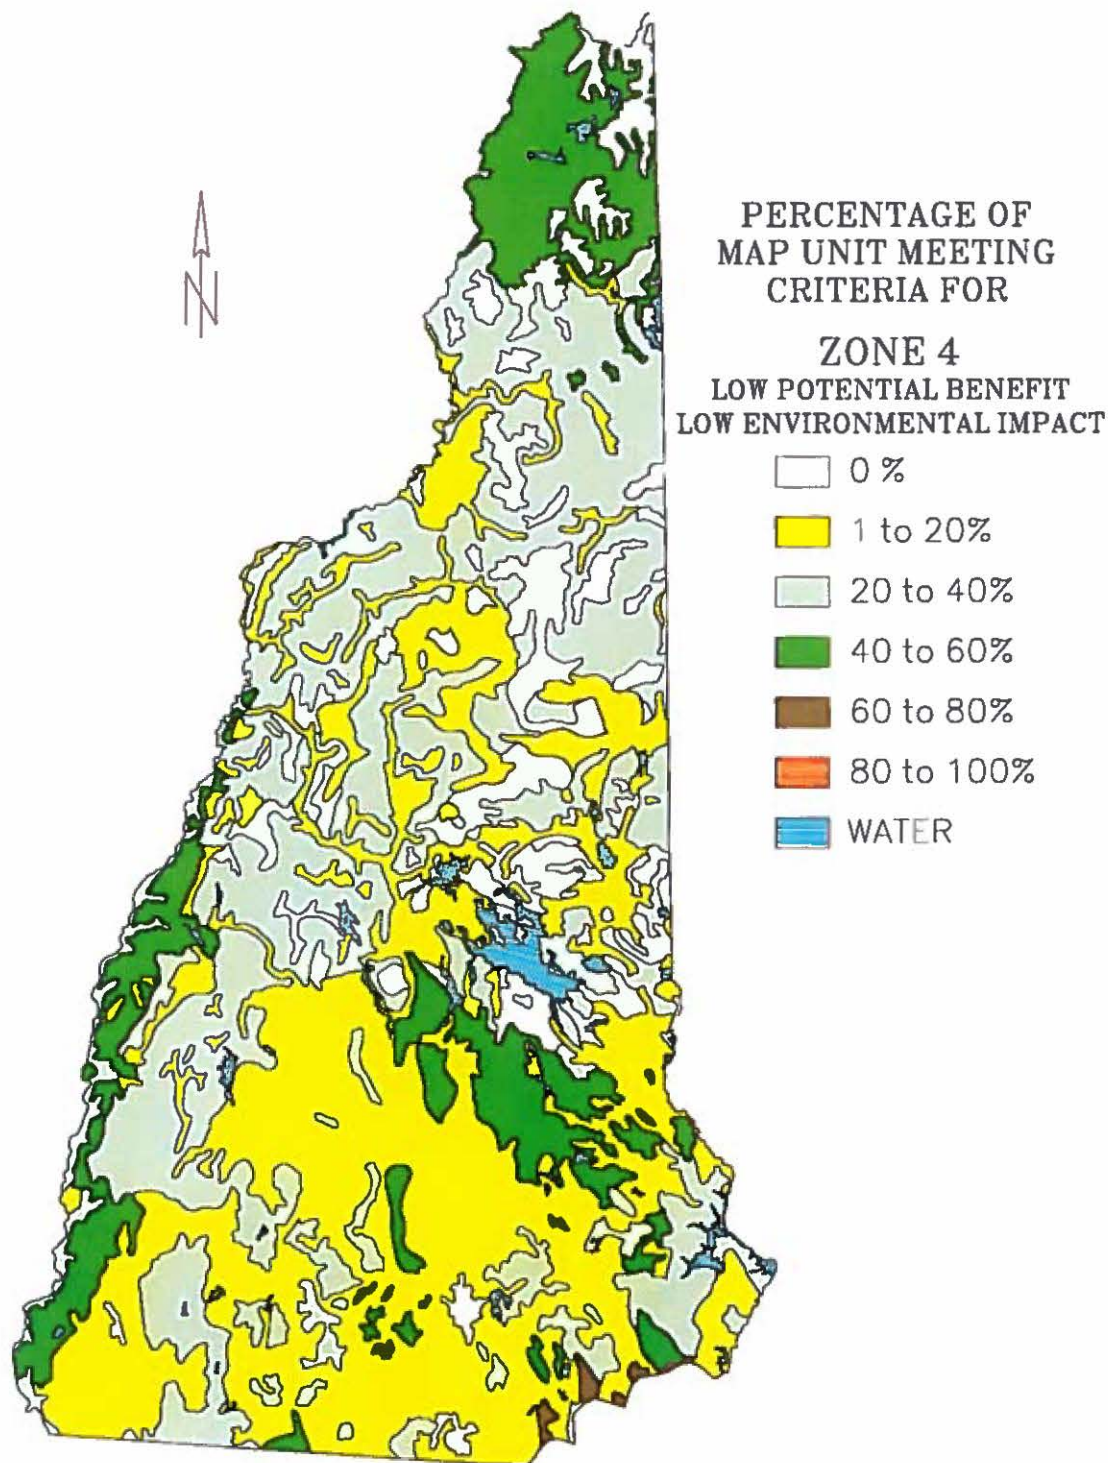 N
PERCENTAGE OF
MAP UNIT MEETING
CRITERIA FOR
ZONE 4
LOW POTENTIAL BENEFIT
LOW ENVIRONMENTAL IMPACT
0 %
1 to 20%
20 to 40%
40 to 60%
60 to 80%
80 to 100%
WATER